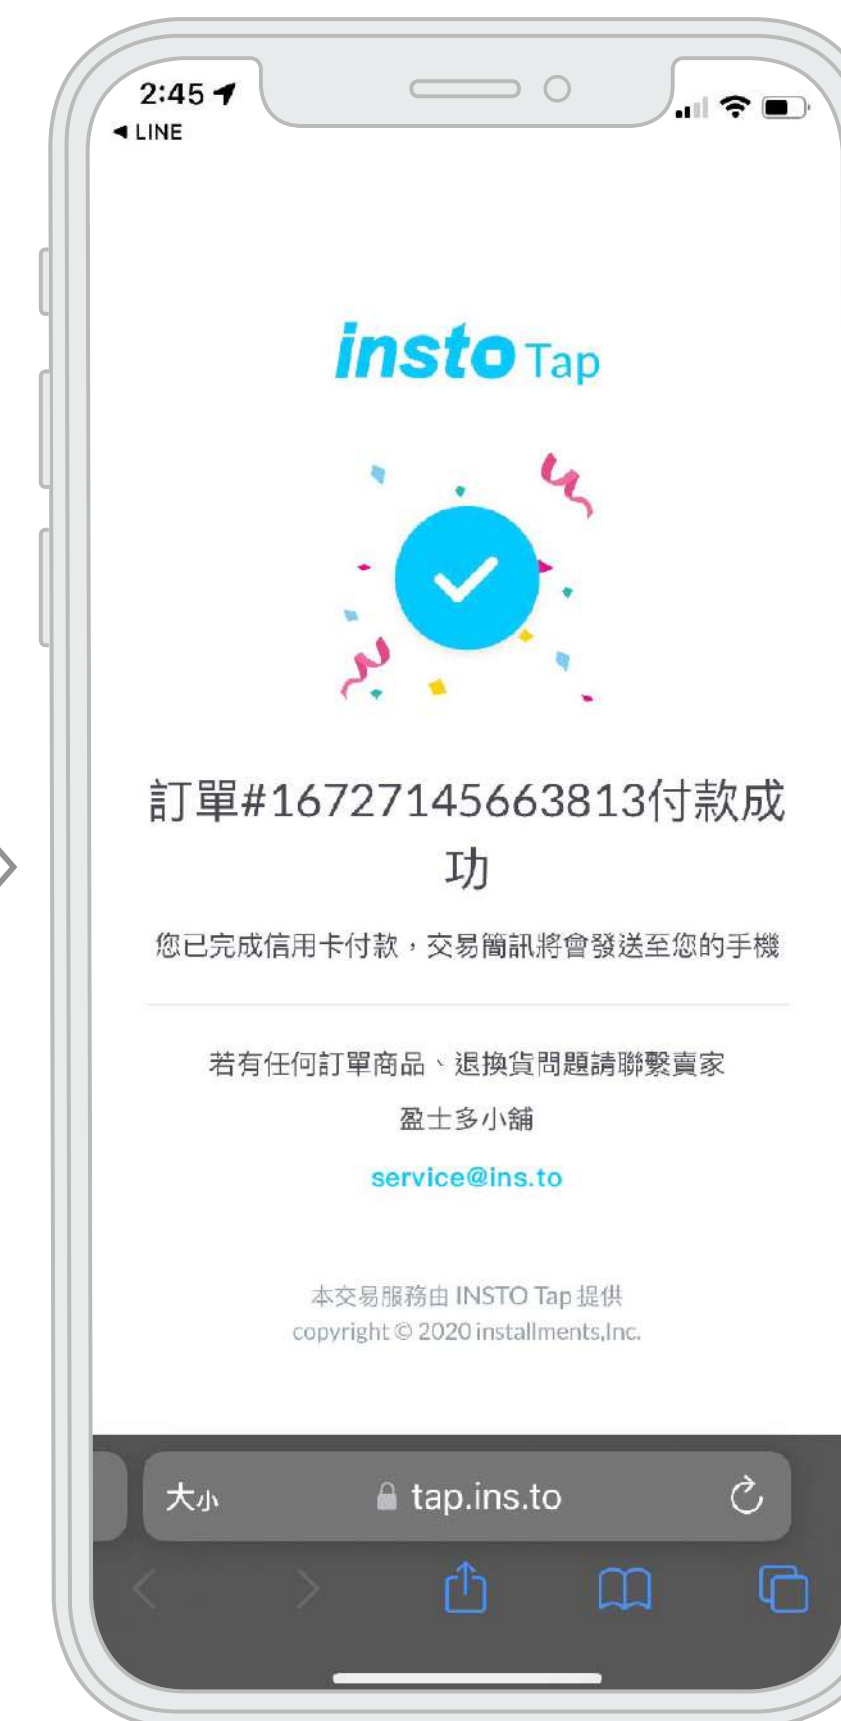 2:45
◀ LINE
insto Tap
訂單#16727145663813付款成
功
您已完成信用卡付款，交易簡訊將會發送至您的手機
若有任何訂單商品、退換貨問題請聯繫賣家
盈士多小舖
service@ins.to
本交易服務由 INSTO Tap 提供
copyright © 2020 installments,Inc.
大小 tap.ins.to